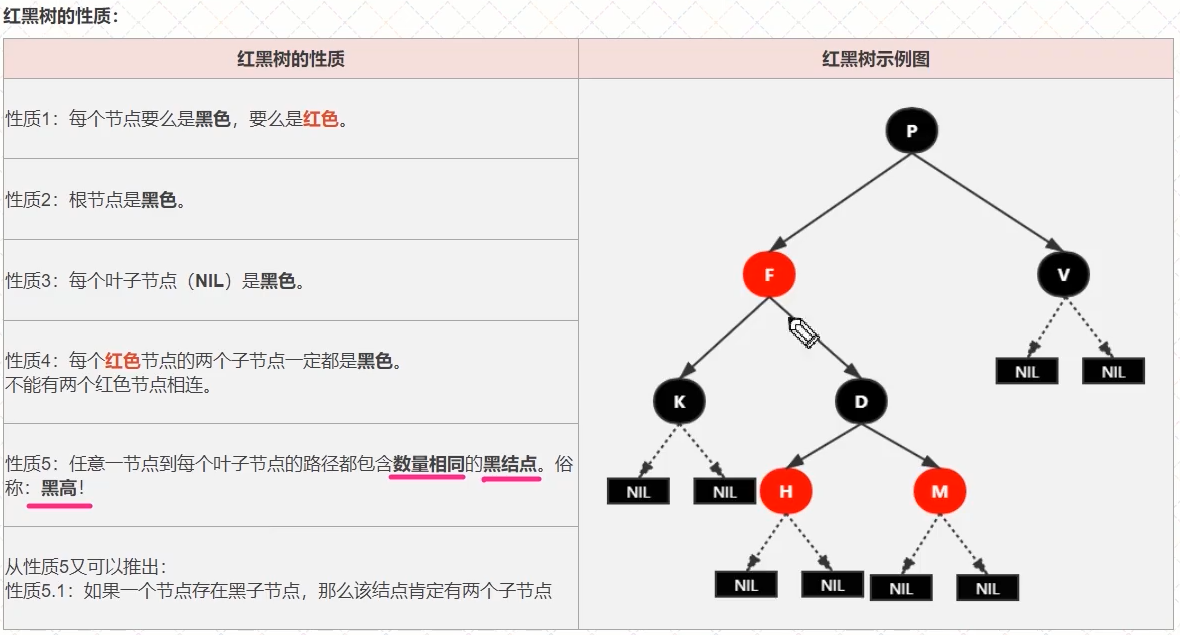 红黑树的性质：
红黑树的性质
红黑树示例图
性质1：每个节点要么是黑色，要么是红色。
性质2：根节点是黑色。
性质3：每个叶子节点（NIL）是黑色。
性质4：每个红色节点的两个子节点一定都是黑色。
不能有两个红色节点相连。
性质5：任意一节点到每个叶子节点的路径都包含数量相同的黑结点。俗
称：黑高！
从性质5又可以推出：
性质5.1：如果一个节点存在黑子节点，那么该结点肯定有两个子节点
P
F
V
NIL
NIL
K
D
NIL
NIL
H
M
NIL
NIL
NIL
NIL